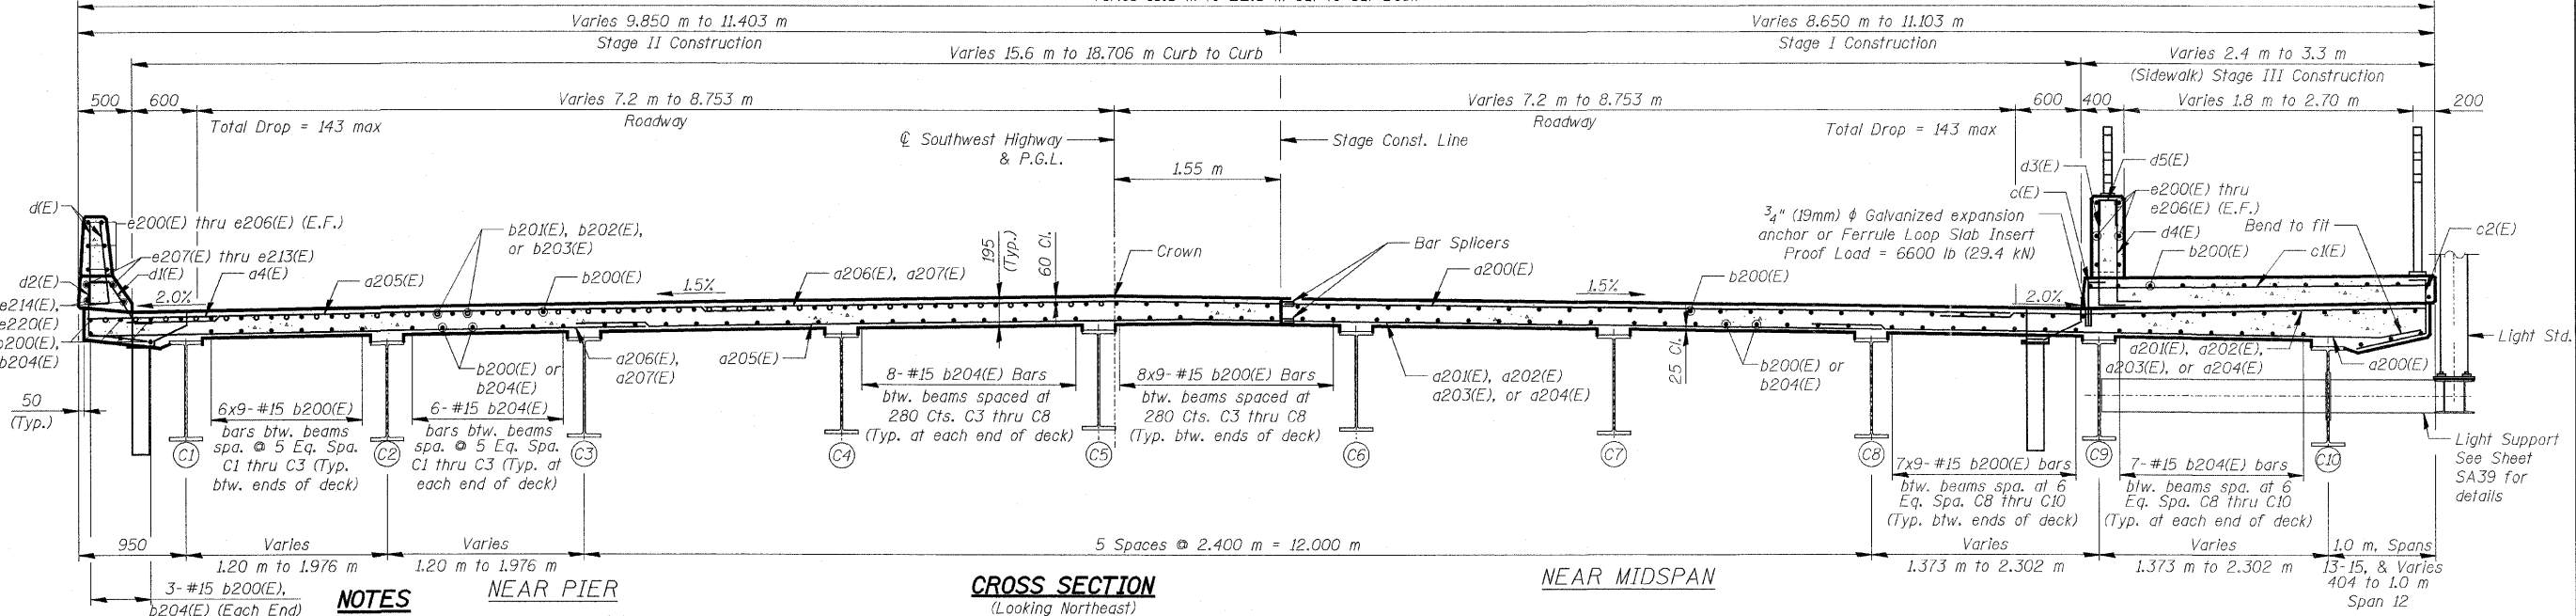 Varies 9.850 m to 11.403 m
Stage II Construction
Varies 8.650 m to 11.103 m
Stage I Construction
Varies 15.6 m to 18.706 m Curb to Curb
Varies 2.4 m to 3.3 m
(Sidewalk) Stage III Construction
500
600
Varies 7.2 m to 8.753 m
Roadway
Varies 7.2 m to 8.753 m
Roadway
600
400
Varies 1.8 m to 2.70 m
200
Total Drop = 143 max
Total Drop = 143 max
℄ Southwest Highway
& P.G.L.
Stage Const. Line
1.55 m
d(E)
e200(E) thru e206(E) (E.F.)
e207(E) thru e213(E)
d1(E)
a4(E)
d2(E)
e214(E),
e220(E)
b200(E),
b204(E)
2.0%
a205(E)
b201(E), b202(E),
or b203(E)
b200(E)
1.5%
a206(E), a207(E)
195
(Typ.)
60 Cl.
Crown
Bar Splicers
a200(E)
b200(E)
1.5%
3/4" (19mm) ϕ Galvanized expansion
anchor or Ferrule Loop Slab Insert
Proof Load = 6600 lb (29.4 kN)
d3(E)
c(E)
d5(E)
e200(E) thru
e206(E) (E.F.)
d4(E)
Bend to fit
b200(E)
c1(E)
c2(E)
2.0%
Light Std.
50
(Typ.)
b200(E) or
b204(E)
a206(E),
a207(E)
a205(E)
25 Cl.
a201(E), a202(E)
a203(E), or a204(E)
b200(E) or
b204(E)
a201(E), a202(E),
a203(E), or a204(E)
a200(E)
6x9-#15 b200(E)
bars btw. beams
spa. @ 5 Eq. Spa.
C1 thru C3 (Typ.
btw. ends of deck)
6-#15 b204(E)
bars btw. beams
spa. @ 5 Eq. Spa.
C1 thru C3 (Typ. at
each end of deck)
8-#15 b204(E) Bars
btw. beams spaced at
280 Cts. C3 thru C8
(Typ. at each end of deck)
8x9-#15 b200(E) Bars
btw. beams spaced at
280 Cts. C3 thru C8
(Typ. btw. ends of deck)
7x9-#15 b200(E) bars
btw. beams spa. at 6
Eq. Spa. C8 thru C10
(Typ. btw. ends of deck)
7-#15 b204(E) bars
btw. beams spa. at 6
Eq. Spa. C8 thru C10
(Typ. at each end of deck)
Light Support
See Sheet
SA39 for
details
C1
C2
C3
C4
C5
C6
C7
C8
C9
C10
950
Varies
1.20 m to 1.976 m
Varies
1.20 m to 1.976 m
5 Spaces @ 2.400 m = 12.000 m
Varies
1.373 m to 2.302 m
Varies
1.373 m to 2.302 m
1.0 m, Spans
13-15, & Varies
404 to 1.0 m
Span 12
3-#15 b200(E),
b204(E) (Each End)
NOTES
NEAR PIER
CROSS SECTION
(Looking Northeast)
NEAR MIDSPAN